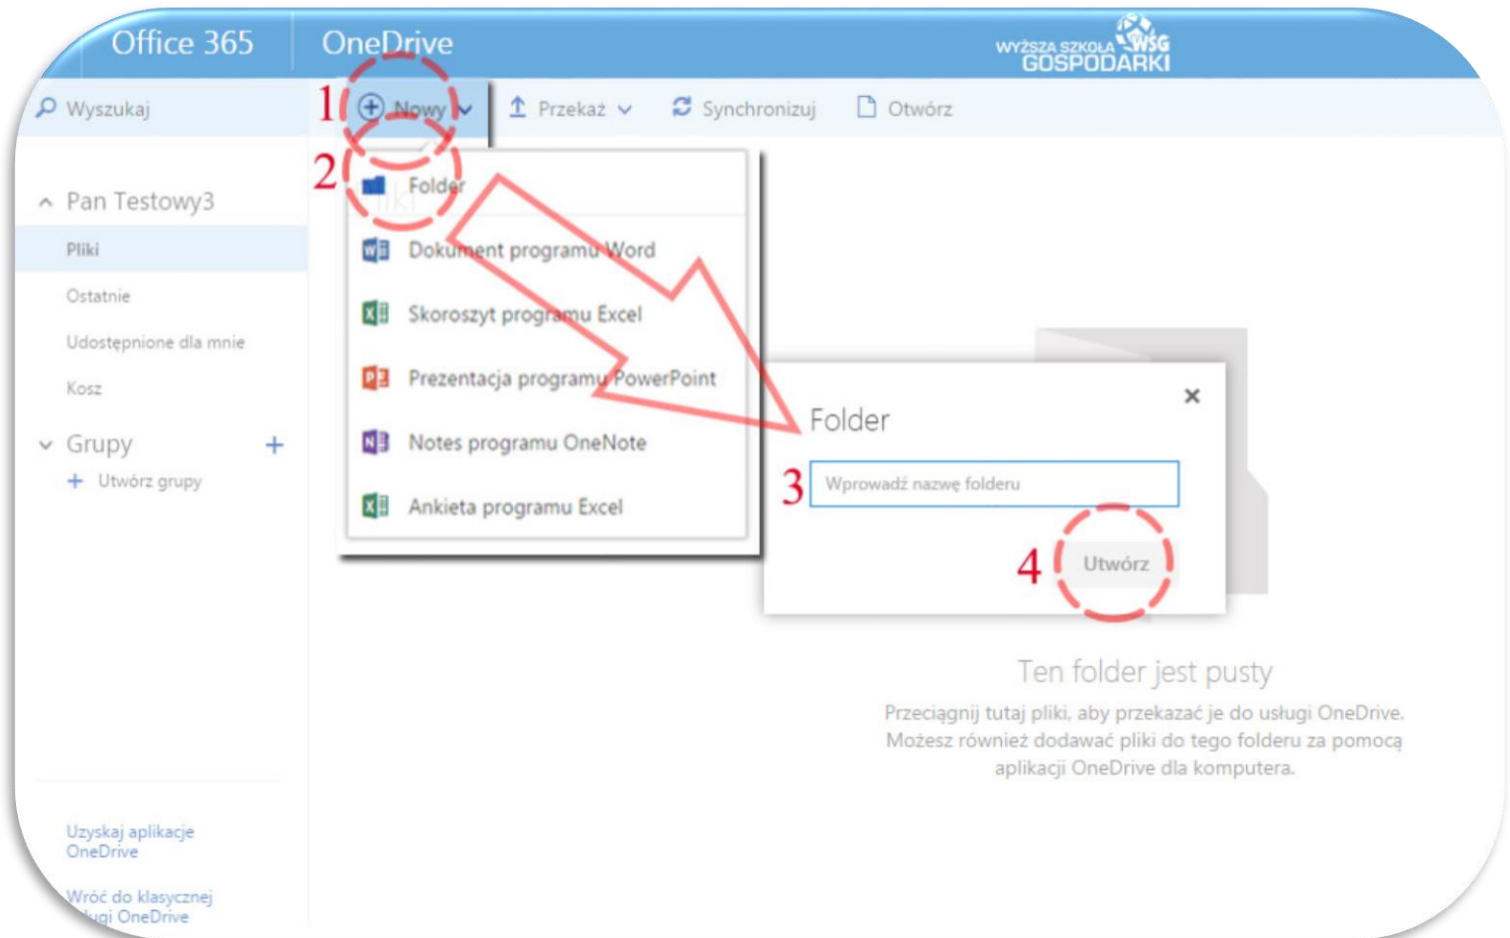 Office 365
OneDrive
WYŻSZA SZKOŁA WSG
GOSPODARKI
Wyszukaj
1
Nowy
Przekaż
Synchronizuj
Otwórz
2
Folder
Pliki
Dokument programu Word
Skoroszyt programu Excel
Prezentacja programu PowerPoint
Notes programu OneNote
Ankieta programu Excel
Pan Testowy3
Pliki
Ostatnie
Udostępnione dla mnie
Kosz
Grupy +
+ Utwórz grupy
Folder
3
Wprowadź nazwę folderu
4
Utwórz
Ten folder jest pusty
Przeciągnij tutaj pliki, aby przekazać je do usługi OneDrive.
Możesz również dodawać pliki do tego folderu za pomocą
aplikacji OneDrive dla komputera.
Uzyskaj aplikacje
OneDrive
Wróć do klasycznej
OneDrive